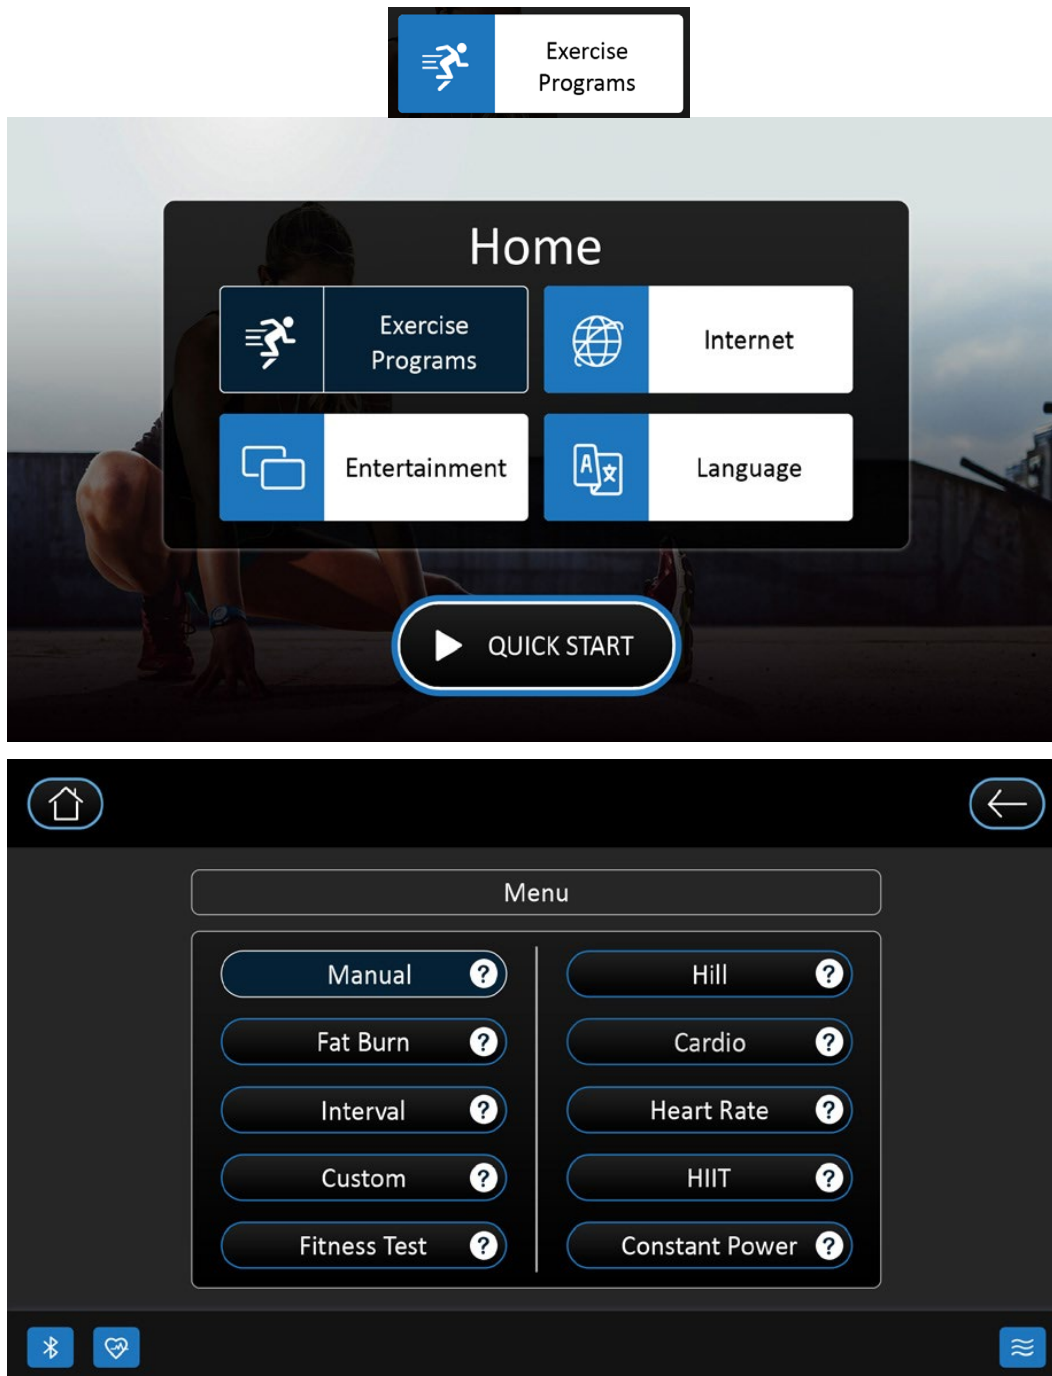 Exercise
Programs
Home
Exercise
Programs
Internet
Entertainment
Language
QUICK START
Menu
Manual ?
Hill ?
Fat Burn ?
Cardio ?
Interval ?
Heart Rate ?
Custom ?
HIIT ?
Fitness Test ?
Constant Power ?